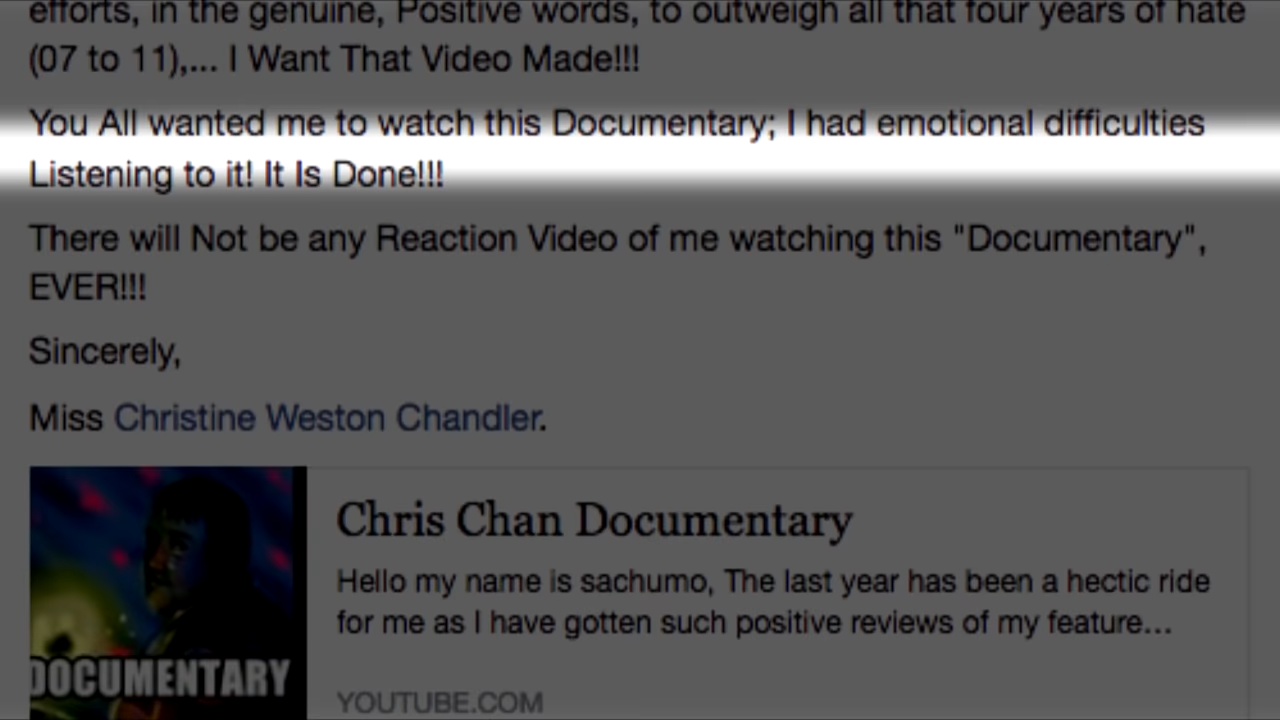 efforts, in the genuine, Positive words, to outweigh all that four years of hate
(07 to 11),... I Want That Video Made!!!
You All wanted me to watch this Documentary; I had emotional difficulties
Listening to it! It Is Done!!!
There will Not be any Reaction Video of me watching this "Documentary",
EVER!!!
Sincerely,
Miss Christine Weston Chandler.
Chris Chan Documentary
Hello my name is sachumo, The last year has been a hectic ride
for me as I have gotten such positive reviews of my feature...
DOCUMENTARY
YOUTUBE.COM